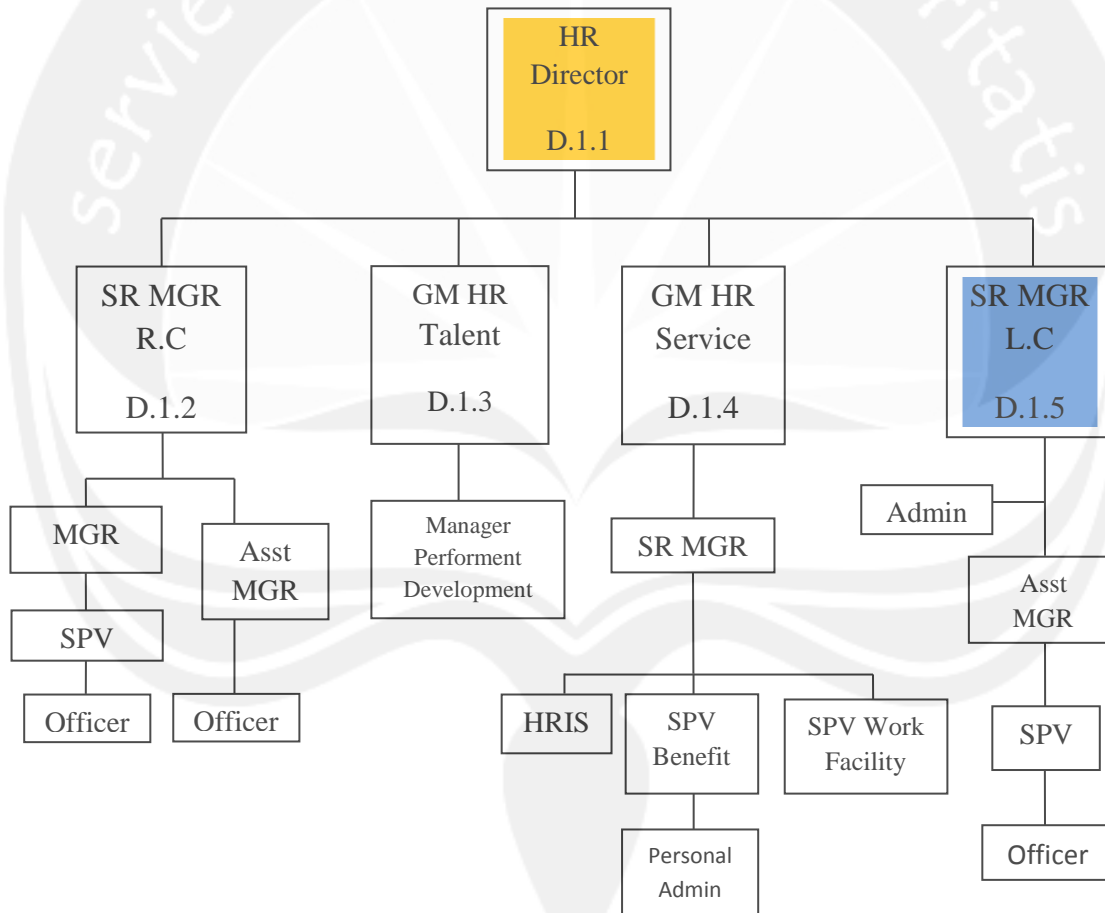 servie
ritatis
HR
Director
D.1.1
SR MGR
R.C
D.1.2
GM HR
Talent
D.1.3
GM HR
Service
D.1.4
SR MGR
L.C
D.1.5
MGR
Asst
MGR
Manager
Performent
Development
SR MGR
Admin
Asst
MGR
SPV
Officer
Officer
HRIS
SPV
Benefit
SPV Work
Facility
SPV
Personal
Admin
Officer